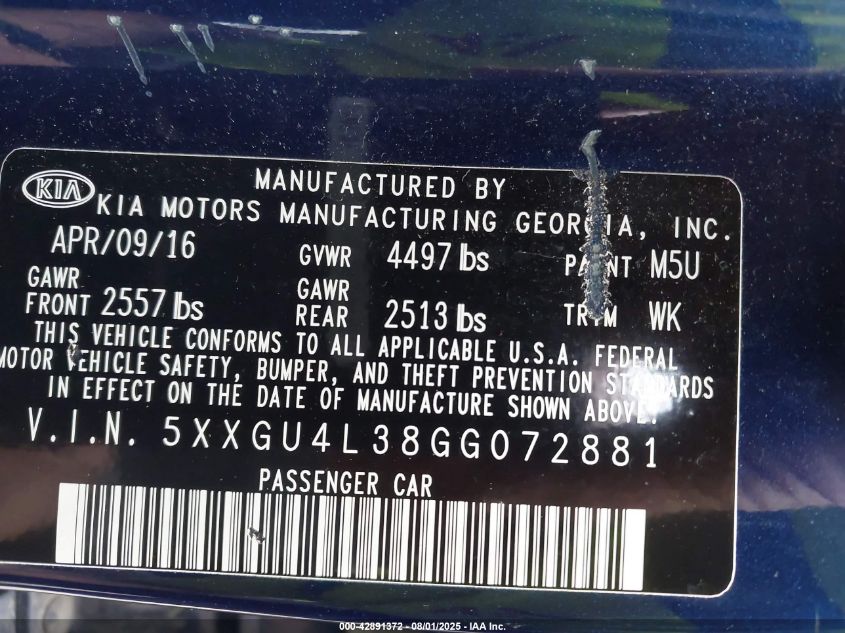 KIA
MANUFACTURED BY
KIA MOTORS MANUFACTURING GEORGIA, INC.
APR/09/16 GVWR 4497 lbs PAINT M5U
GAWR FRONT 2557 lbs GAWR REAR 2513 lbs TRIM WK
THIS VEHICLE CONFORMS TO ALL APPLICABLE U.S.A. FEDERAL
MOTOR VEHICLE SAFETY, BUMPER, AND THEFT PREVENTION STANDARDS
IN EFFECT ON THE DATE OF MANUFACTURE SHOWN ABOVE.
V.I.N. 5XXGU4L38GG072881
PASSENGER CAR
000-42891372 - 08/01/2025 - IAA Inc.